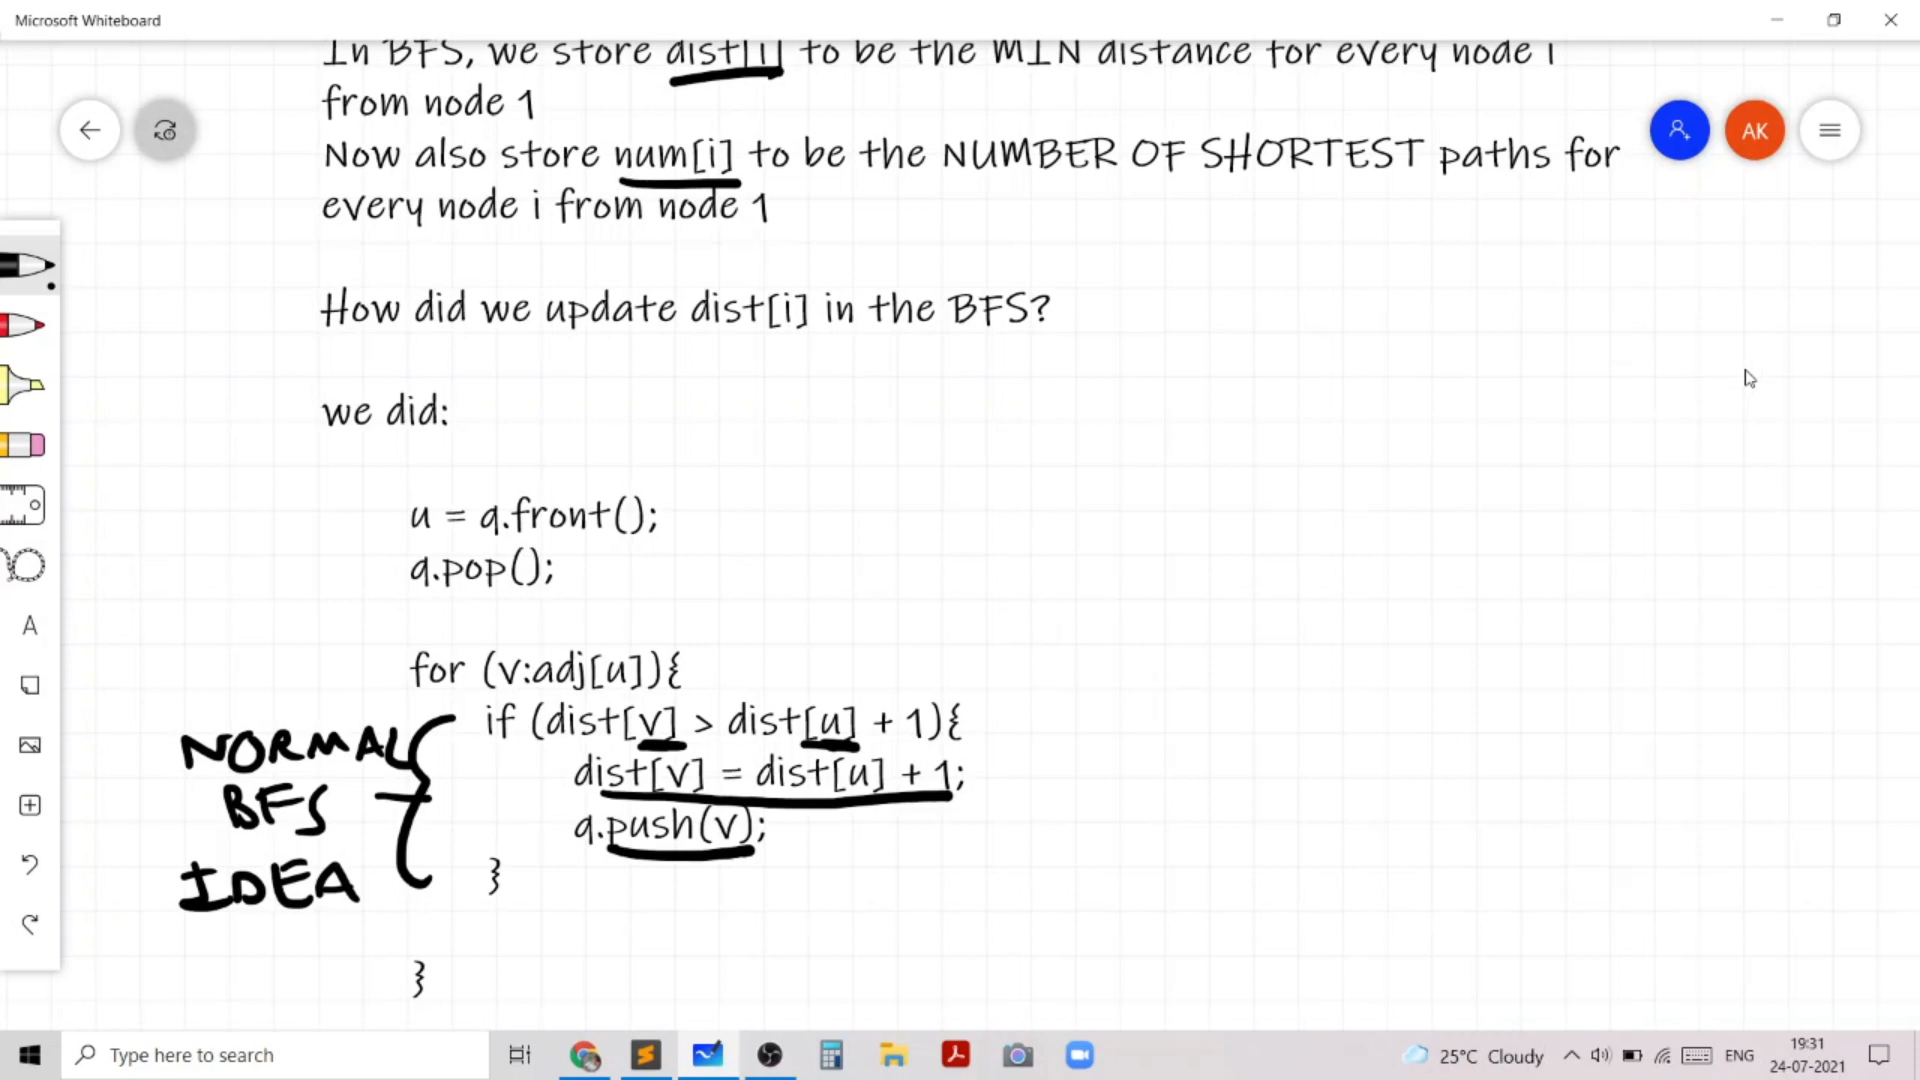 Microsoft Whiteboard
In BFS, we store dist[i] to be the MIN distance for every node i
from node 1
Now also store num[i] to be the NUMBER OF SHORTEST paths for
every node i from node 1
AK
How did we update dist[i] in the BFS?
we did:
u = q.front();
q.pop();
for (v:adj[u]){
if (dist[v] > dist[u] + 1){
dist[v] = dist[u] + 1;
q.push(v);
}
}
NORMAL
BFS
IDEA
A
Type here to search
25°C Cloudy
ENG
19:31
24-07-2021